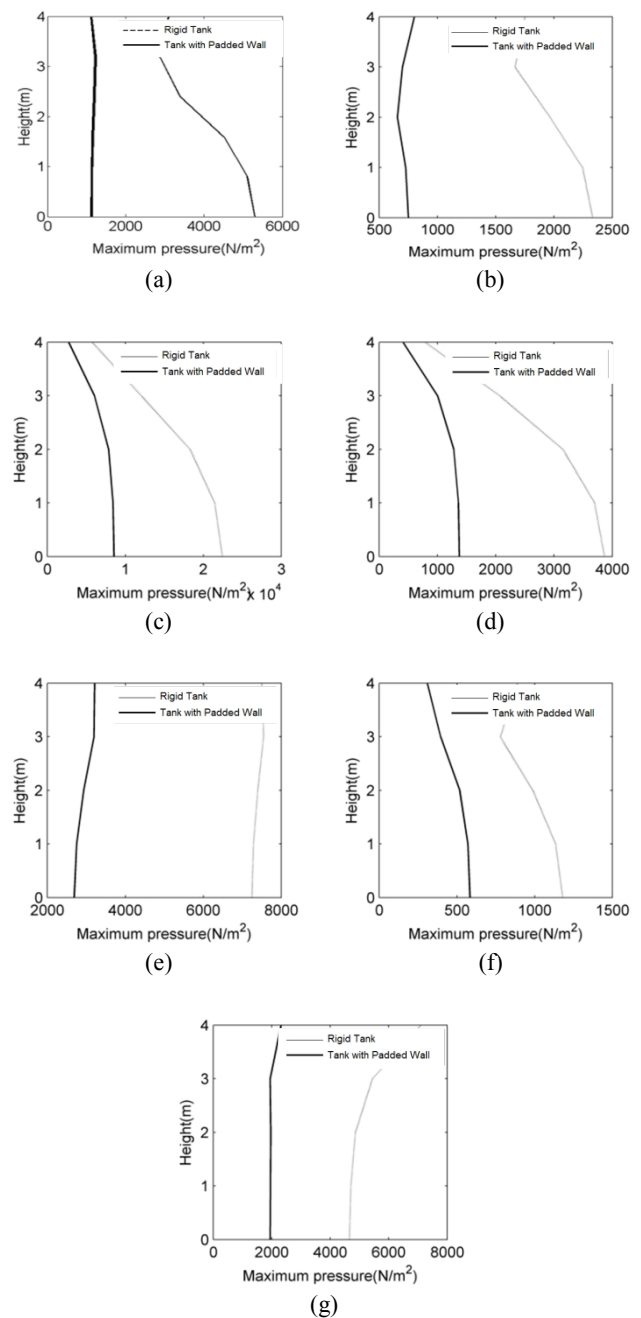 4
Rigid Tank
Tank with Padded Wall
3
Height(m)
2
1
0
0 2000 4000 6000
Maximum pressure(N/m²)
(a)
4
Rigid Tank
Tank with Padded Wall
3
Height(m)
2
1
0
500 1000 1500 2000 2500
Maximum pressure(N/m²)
(b)
4
Rigid Tank
Tank with Padded Wall
3
Height(m)
2
1
0
0 1 2 3
Maximum pressure(N/m² x 10⁴
(c)
4
Rigid Tank
Tank with Padded Wall
3
Height(m)
2
1
0
0 1000 2000 3000 4000
Maximum pressure(N/m²)
(d)
4
Rigid Tank
Tank with Padded Wall
3
Height(m)
2
1
0
2000 4000 6000 8000
Maximum pressure(N/m²)
(e)
4
Rigid Tank
Tank with Padded Wall
3
Height(m)
2
1
0
0 500 1000 1500
Maximum pressure(N/m²)
(f)
4
Rigid Tank
Tank with Padded Wall
3
Height(m)
2
1
0
0 2000 4000 6000 8000
Maximum pressure(N/m²)
(g)